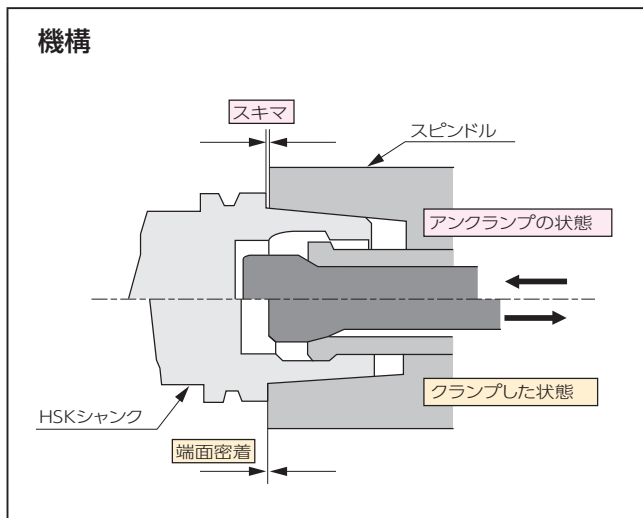 機構
スキマ
スピンドル
アンクランプの状態
クランプした状態
HSKシャンク
端面密着